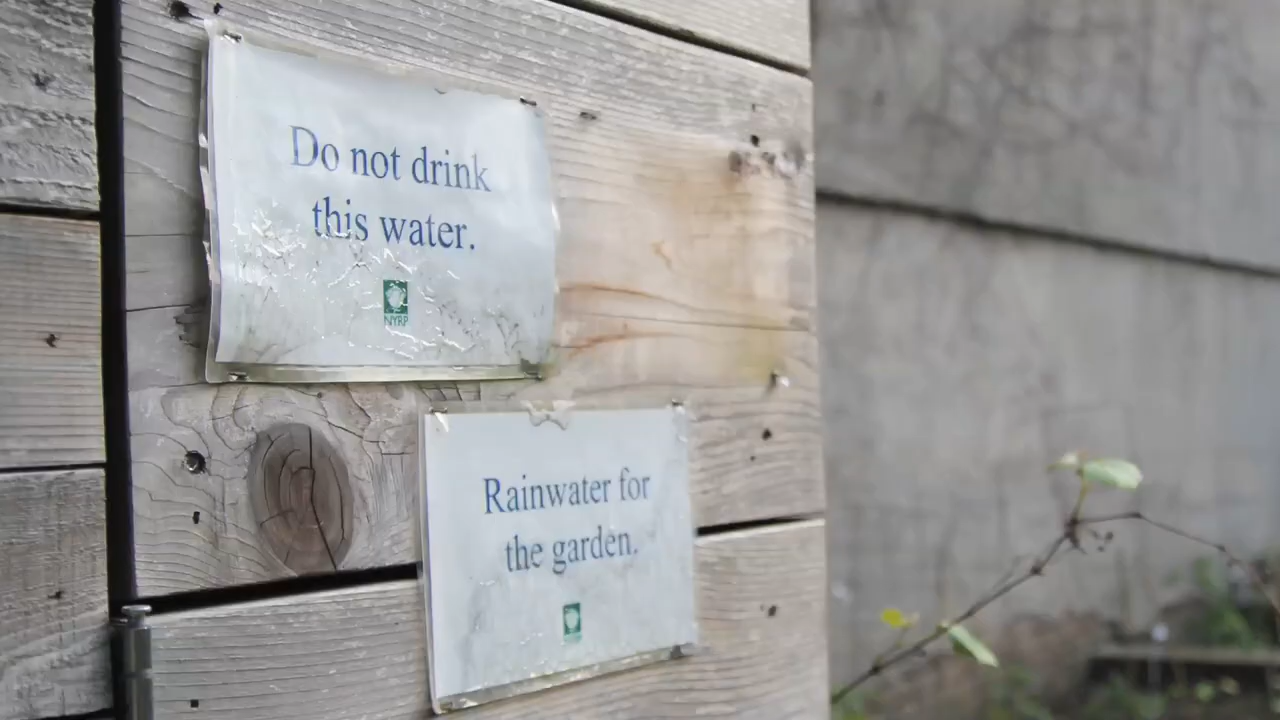 Do not drink
this water.
NYRP
Rainwater for
the garden.